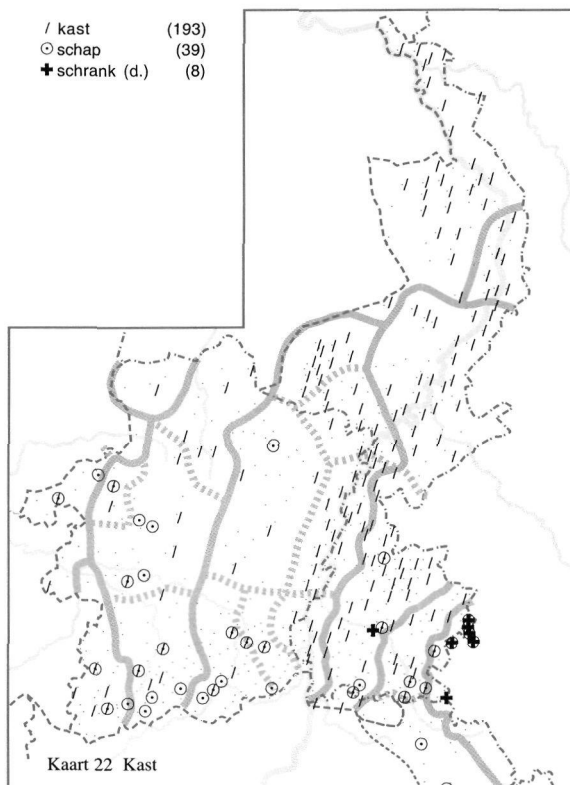 / kast (193)
⊙ schap (39)
✚ schrank (d.) (8)
Kaart 22 Kast